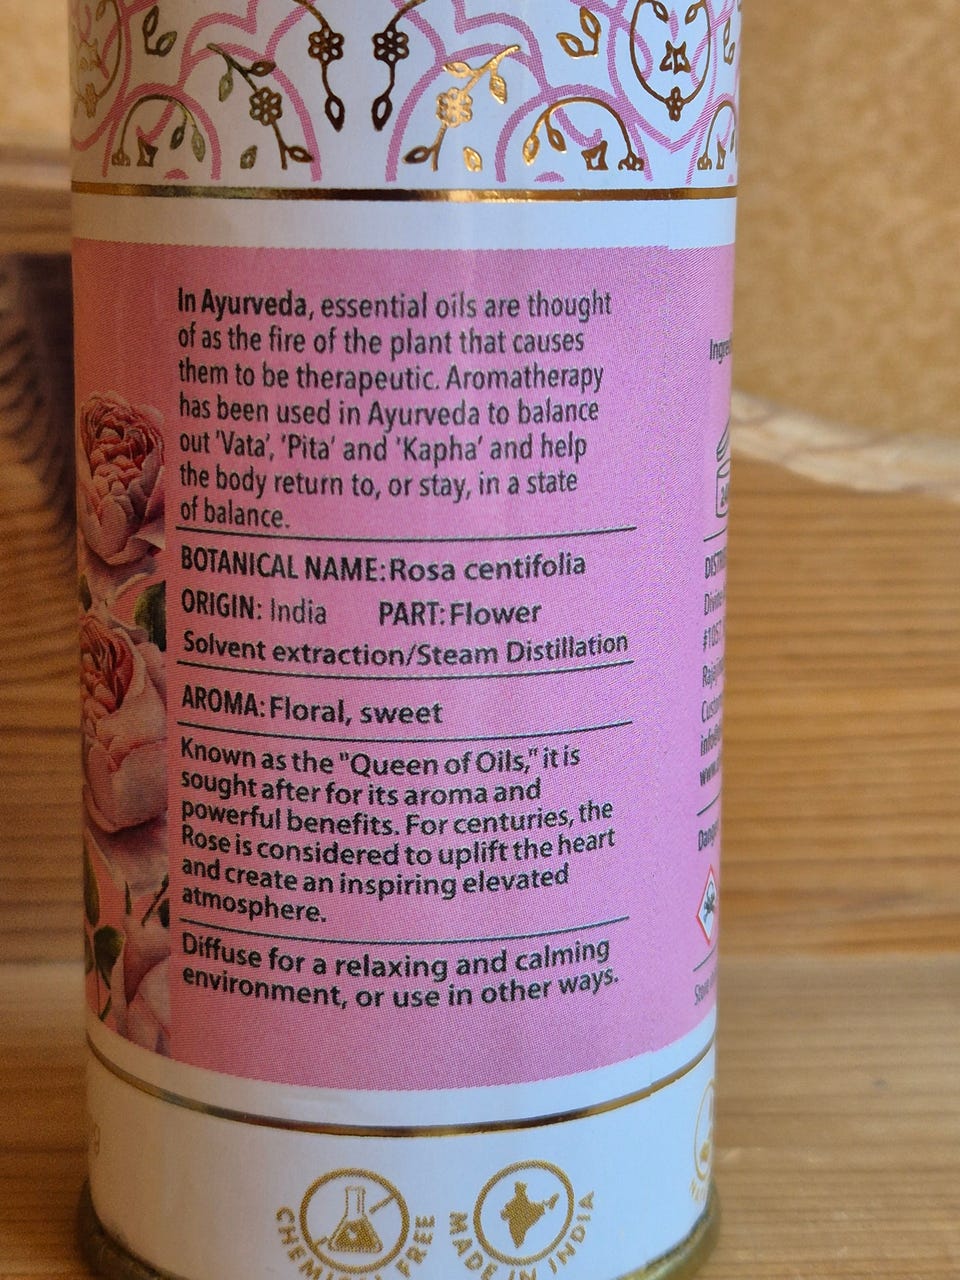 In Ayurveda, essential oils are thought
of as the fire of the plant that causes
them to be therapeutic. Aromatherapy
has been used in Ayurveda to balance
out 'Vata', 'Pita' and 'Kapha' and help
the body return to, or stay, in a state
of balance.
BOTANICAL NAME: Rosa centifolia
ORIGIN: India PART: Flower
Solvent extraction/Steam Distillation
AROMA: Floral, sweet
Known as the "Queen of Oils," it is
sought after for its aroma and
powerful benefits. For centuries, the
Rose is considered to uplift the heart
and create an inspiring elevated
atmosphere.
Diffuse for a relaxing and calming
environment, or use in other ways.
CHEMICAL FREE
MADE IN INDIA